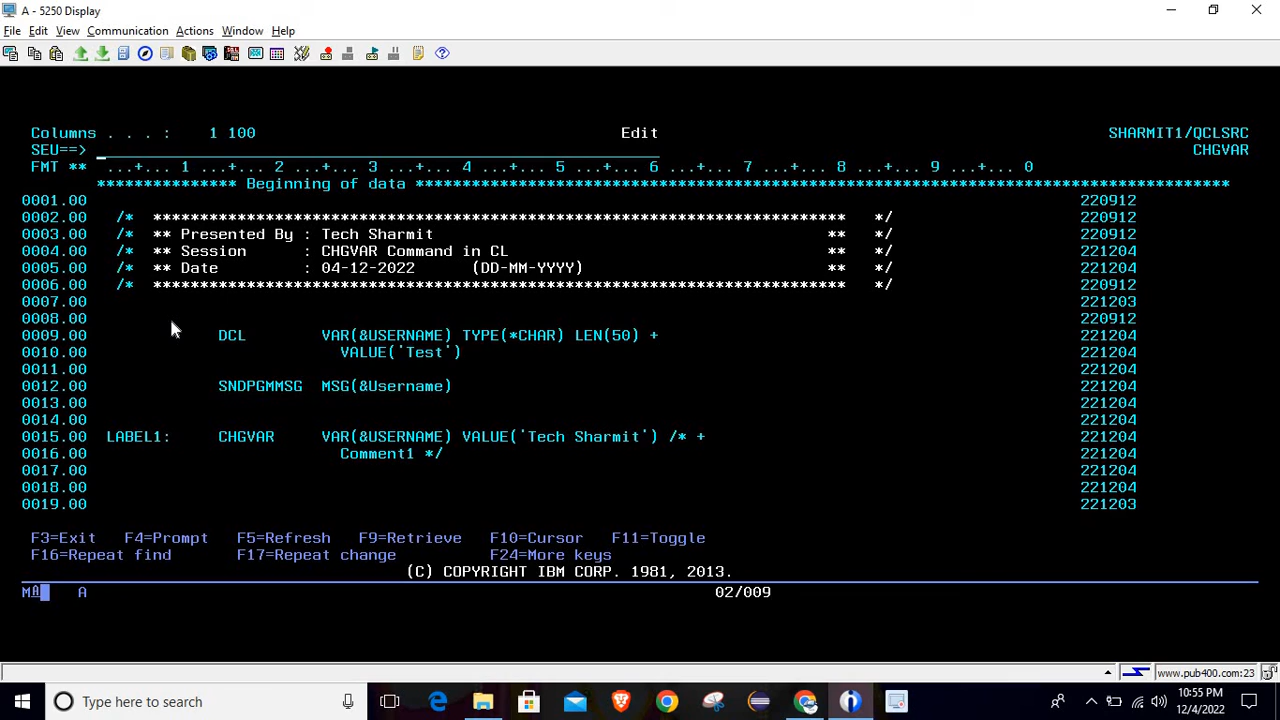 A - 5250 Display
File Edit View Communication Actions Window Help
Columns . . . :    1 100                                       Edit                                                SHARMIT1/QCLSRC
SEU==>                                                                                                                      CHGVAR
FMT **  ...+... 1 ...+... 2 ...+... 3 ...+... 4 ...+... 5 ...+... 6 ...+... 7 ...+... 8 ...+... 9 ...+... 0
        *************** Beginning of data ***************************************************************************************
0001.00                                                                                                          220912
0002.00   /*  **************************************************************************   */                    220912
0003.00   /*  ** Presented By : Tech Sharmit                                          **   */                    220912
0004.00   /*  ** Session      : CHGVAR Command in CL                                  **   */                    221204
0005.00   /*  ** Date         : 04-12-2022      (DD-MM-YYYY)                          **   */                    221204
0006.00   /*  **************************************************************************   */                    220912
0007.00                                                                                                          221203
0008.00                                                                                                          220912
0009.00              DCL        VAR(&USERNAME) TYPE(*CHAR) LEN(50) +                                             221204
0010.00                           VALUE('Test')                                                                  221204
0011.00                                                                                                          221204
0012.00              SNDPGMMSG  MSG(&Username)                                                                   221204
0013.00                                                                                                          221204
0014.00                                                                                                          221204
0015.00  LABEL1:     CHGVAR     VAR(&USERNAME) VALUE('Tech Sharmit') /* +                                        221204
0016.00                           Comment1 */                                                                    221204
0017.00                                                                                                          221204
0018.00                                                                                                          221204
0019.00                                                                                                          221203
F3=Exit   F4=Prompt   F5=Refresh   F9=Retrieve   F10=Cursor   F11=Toggle
F16=Repeat find       F17=Repeat change          F24=More keys
(C) COPYRIGHT IBM CORP. 1981, 2013.
MA    A    02/009
www.pub400.com:23
Type here to search
10:55 PM
12/4/2022